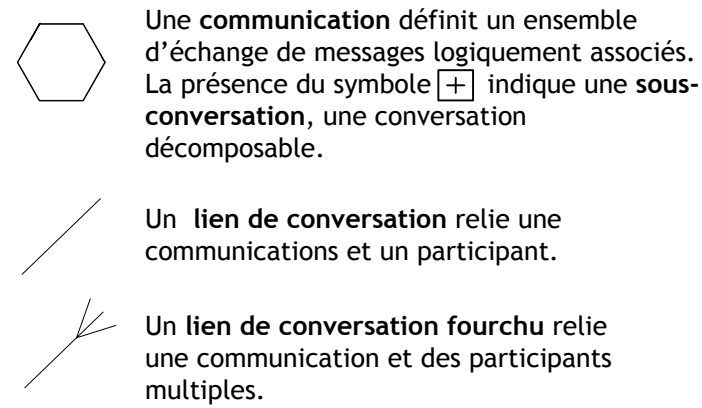 Une communication définit un ensemble
d’échange de messages logiquement associés.
La présence du symbole + indique une sous-
conversation, une conversation
décomposable.
Un lien de conversation relie une
communications et un participant.
Un lien de conversation fourchu relie
une communication et des participants
multiples.